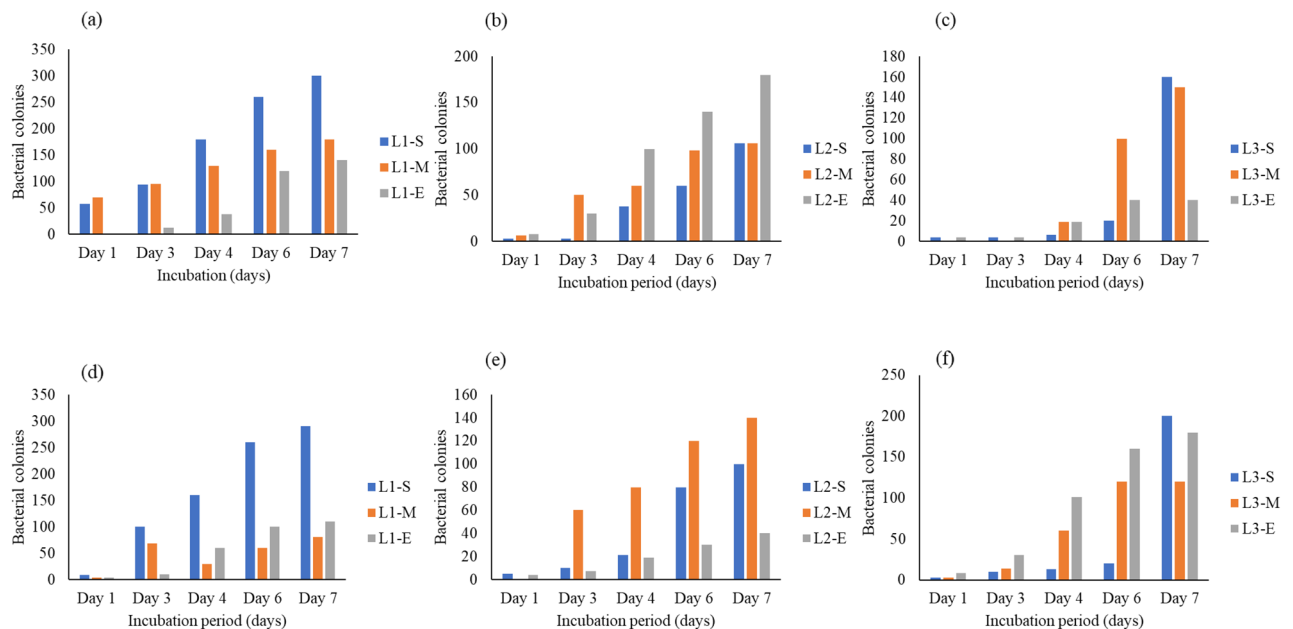 (a)
350
300
250
200
150
100
50
0
Bacterial colonies
Day 1 Day 3 Day 4 Day 6 Day 7
Incubation (days)
L1-S
L1-M
L1-E
(b)
200
150
100
50
0
Bacterial colonies
Day 1 Day 3 Day 4 Day 6 Day 7
Incubation period (days)
L2-S
L2-M
L2-E
(c)
180
160
140
120
100
80
60
40
20
0
Bacterial colonies
Day 1 Day 3 Day 4 Day 6 Day 7
Incubation period (days)
L3-S
L3-M
L3-E
(d)
350
300
250
200
150
100
50
0
Bacterial colonies
Day 1 Day 3 Day 4 Day 6 Day 7
Incubation period (days)
L1-S
L1-M
L1-E
(e)
160
140
120
100
80
60
40
20
0
Bacterial colonies
Day 1 Day 3 Day 4 Day 6 Day 7
Incubation period (days)
L2-S
L2-M
L2-E
(f)
250
200
150
100
50
0
Bacterial colonies
Day 1 Day 3 Day 4 Day 6 Day 7
Incubation period (days)
L3-S
L3-M
L3-E